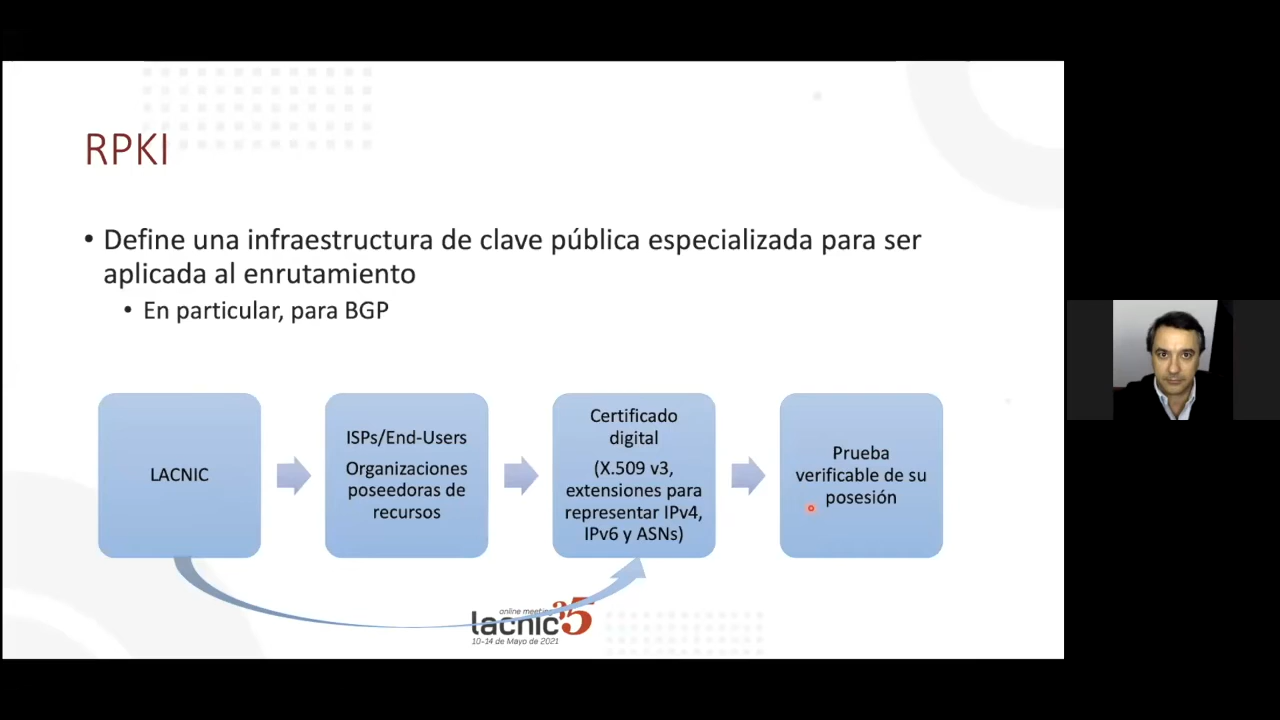 RPKI
• Define una infraestructura de clave pública especializada para ser
aplicada al enrutamiento
• En particular, para BGP
LACNIC
ISPs/End-Users
Organizaciones
poseedoras de
recursos
Certificado
digital
(X.509 v3,
extensiones para
representar IPv4,
IPv6 y ASNs)
Prueba
verificable de su
posesión
online meeting
lacnic35
10-14 de Mayo de 2021